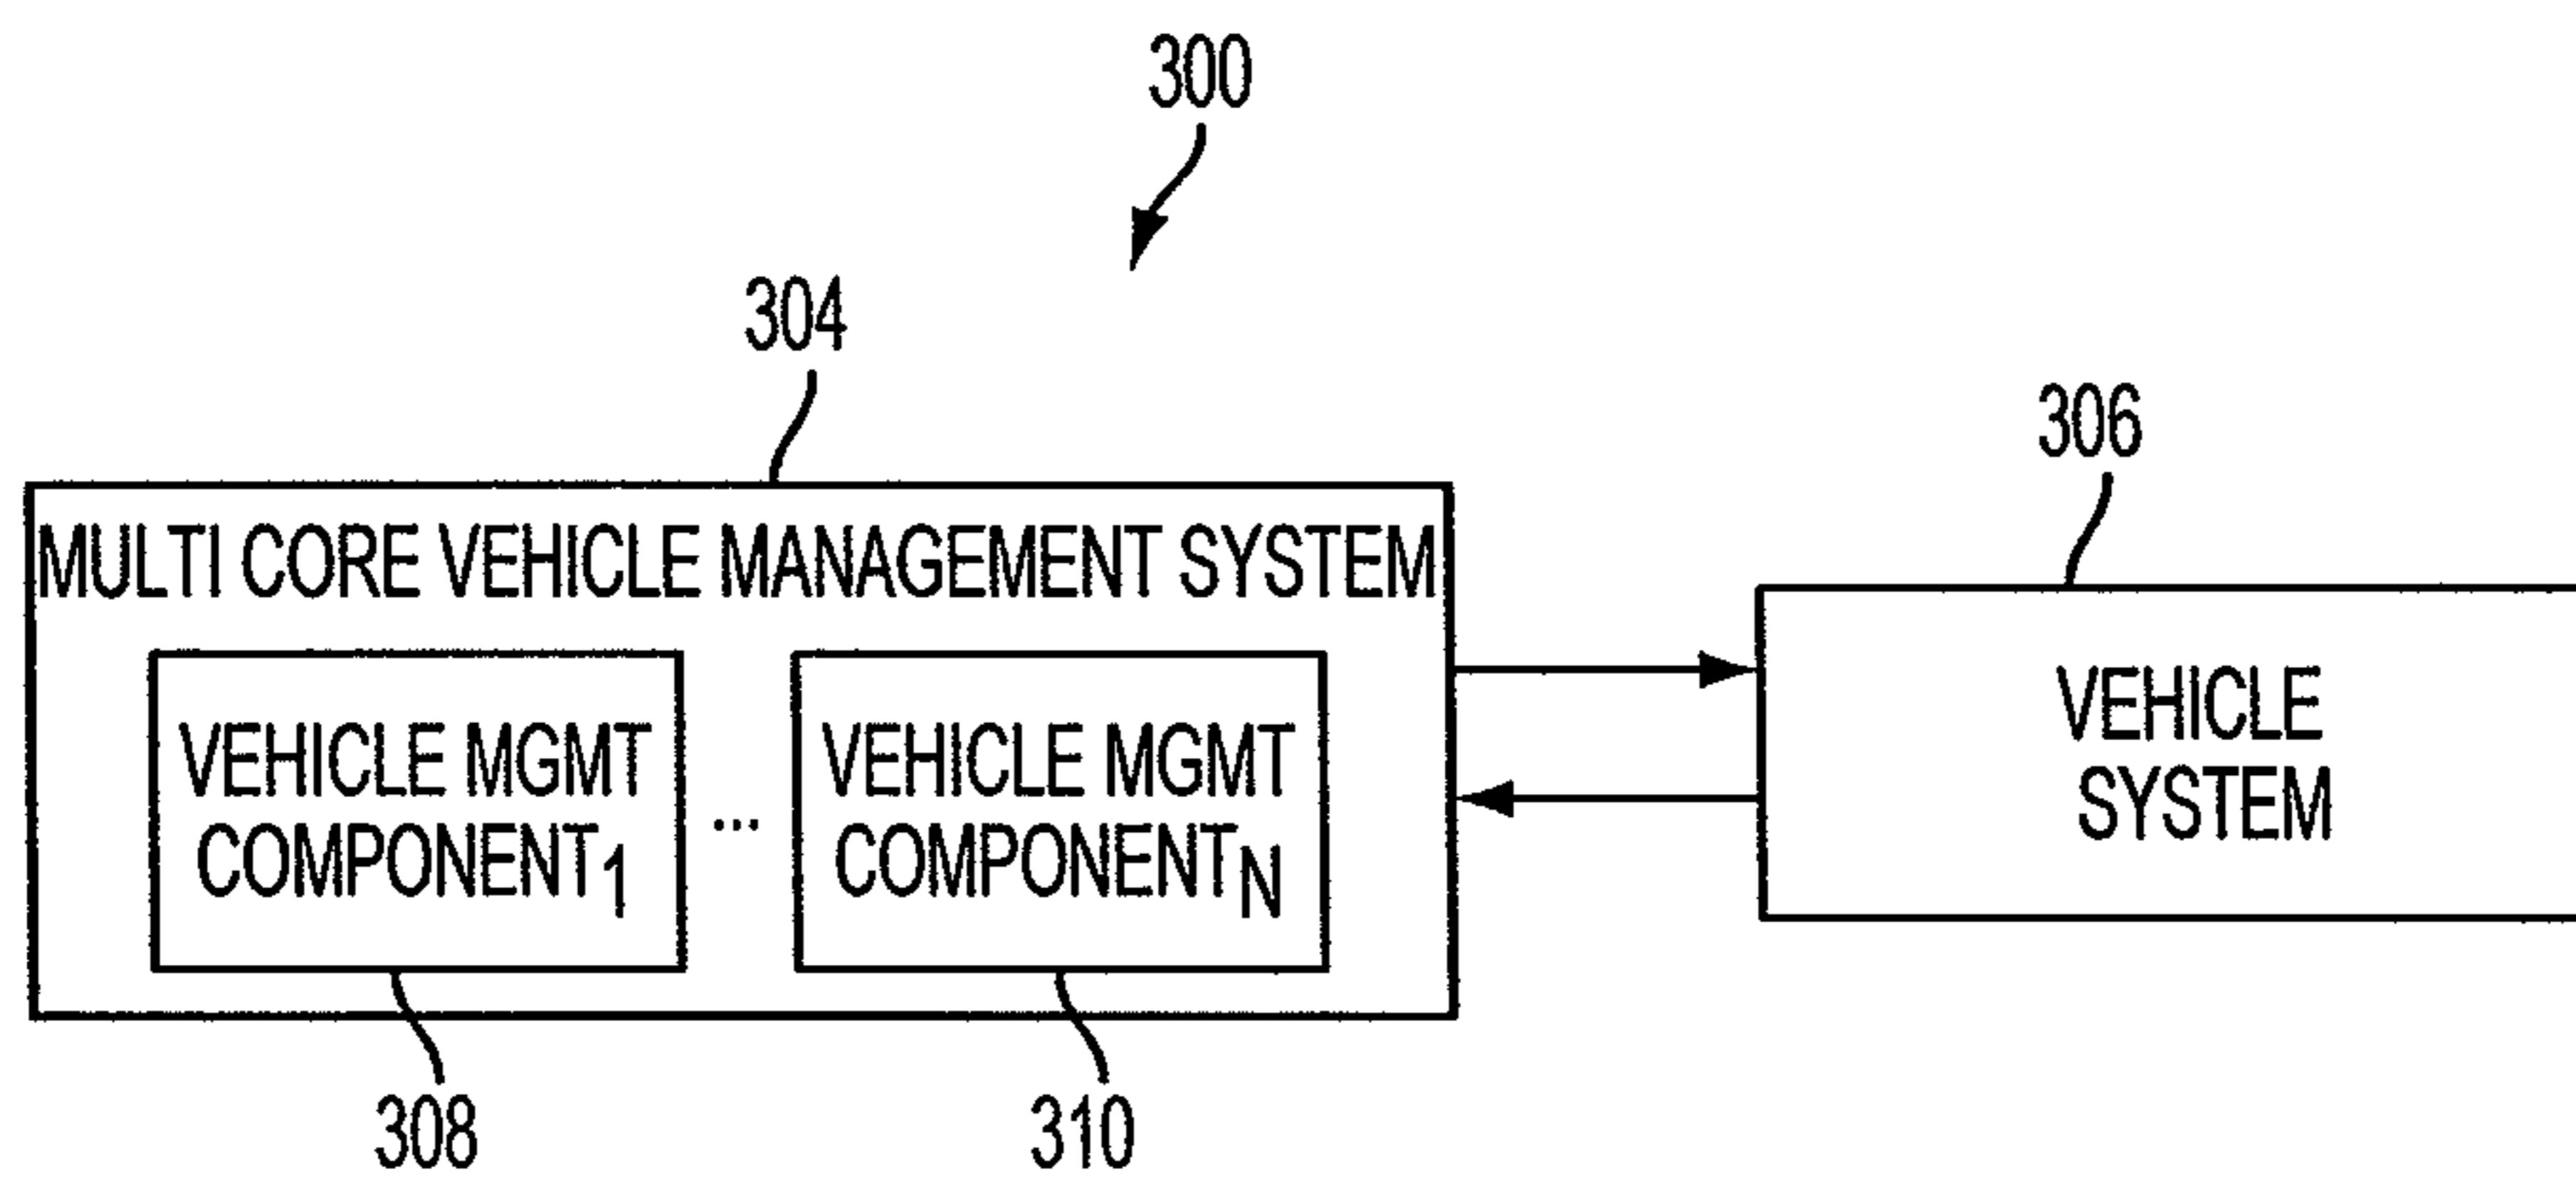 300
304
306
MULTI CORE VEHICLE MANAGEMENT SYSTEM
VEHICLE MGMT
COMPONENT1
...
VEHICLE MGMT
COMPONENTN
VEHICLE
SYSTEM
308
310